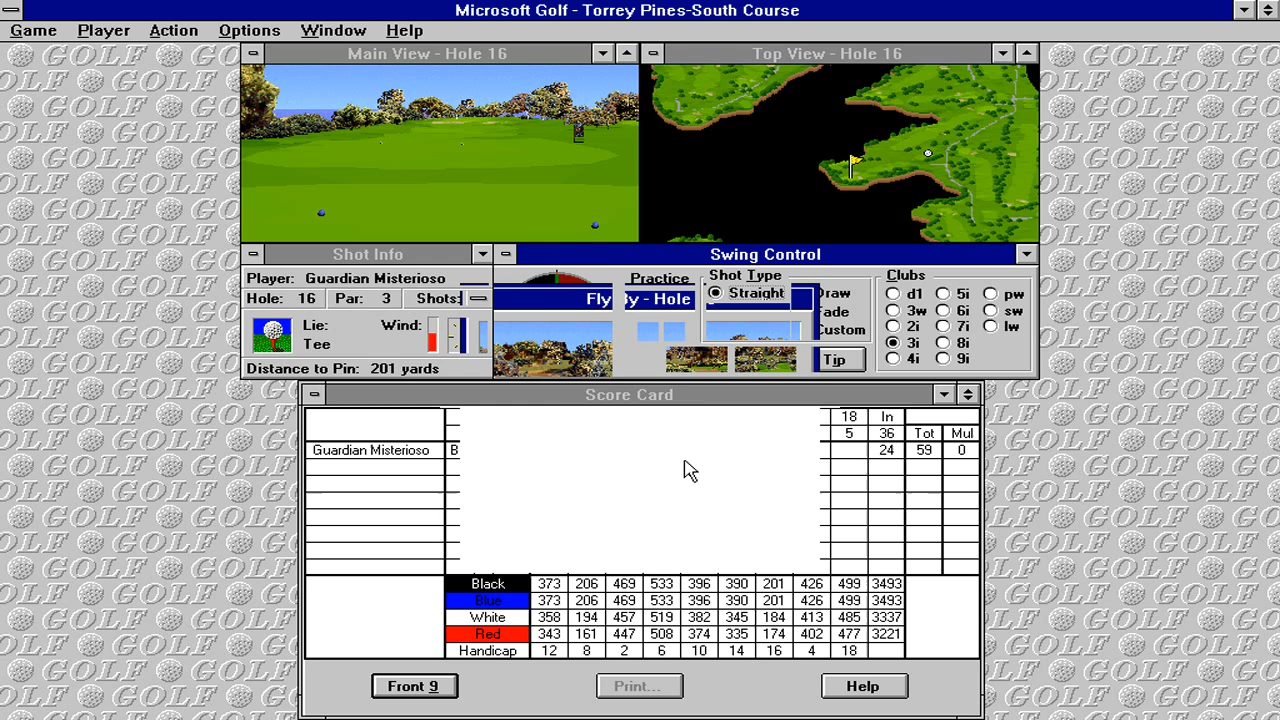 Microsoft Golf - Torrey Pines-South Course
Game Player Action Options Window Help
Main View - Hole 16
Top View - Hole 16
Shot Info
Player: Guardian Misterioso
Hole: 16 Par: 3 Shots:
Lie: Wind:
Tee
Distance to Pin: 201 yards
Swing Control
Practice
Fly By - Hole
Shot Type
Straight
Draw
Fade
Custom
Tip
Clubs
d1 5i pw
3w 6i sw
2i 7i lw
3i 8i
4i 9i
Score Card
18 In
5 36 Tot Mul
Guardian Misterioso B 24 59 0
Black 373 206 469 533 396 390 201 426 499 3493
Blue 373 206 469 533 396 390 201 426 499 3493
White 358 194 457 519 382 345 184 413 485 3337
Red 343 161 447 508 374 335 174 402 477 3221
Handicap 12 8 2 6 10 14 16 4 18
Front 9 Print... Help
GOLF